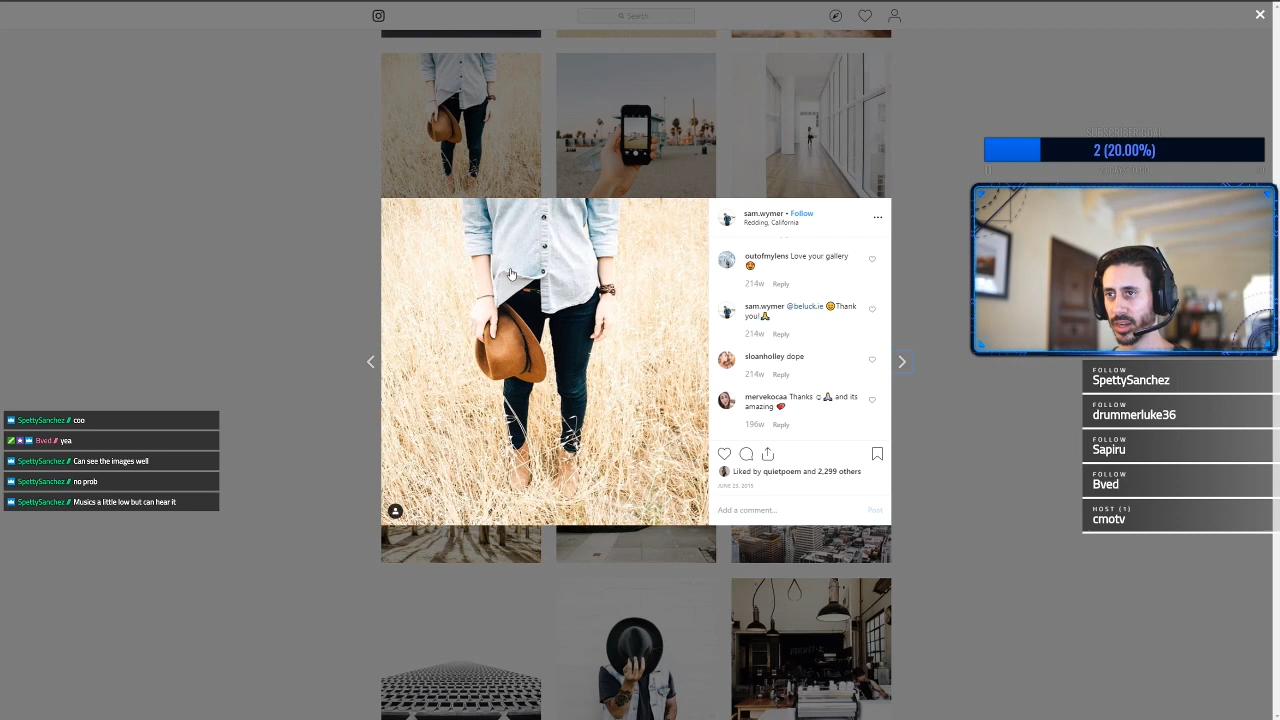 Search
2 (20.00%)
sam.wymer • Follow
Redding, California
outofmylens Love your gallery
214w Reply
sam.wymer @beluck.ie Thank
you!
214w Reply
sloanholley dope
214w Reply
mervekocaa Thanks and its
amazing
196w Reply
Liked by quietpoem and 2,299 others
JUNE 23, 2015
Add a comment... Post
SpettySanchez // coo
Bved // yea
SpettySanchez // Can see the images well
SpettySanchez // no prob
SpettySanchez // Musics a little low but can hear it
FOLLOW
SpettySanchez
FOLLOW
drummerluke36
FOLLOW
Sapiru
FOLLOW
Bved
HOST (1)
cmotv